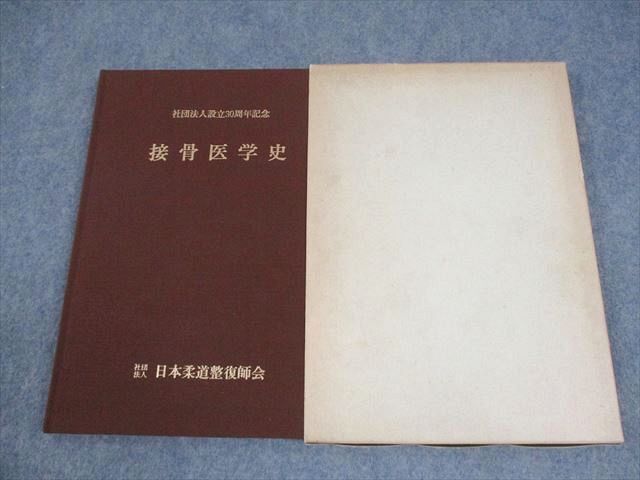 社団法人設立30周年記念
接骨医学史
社団法人 日本柔道整復師会